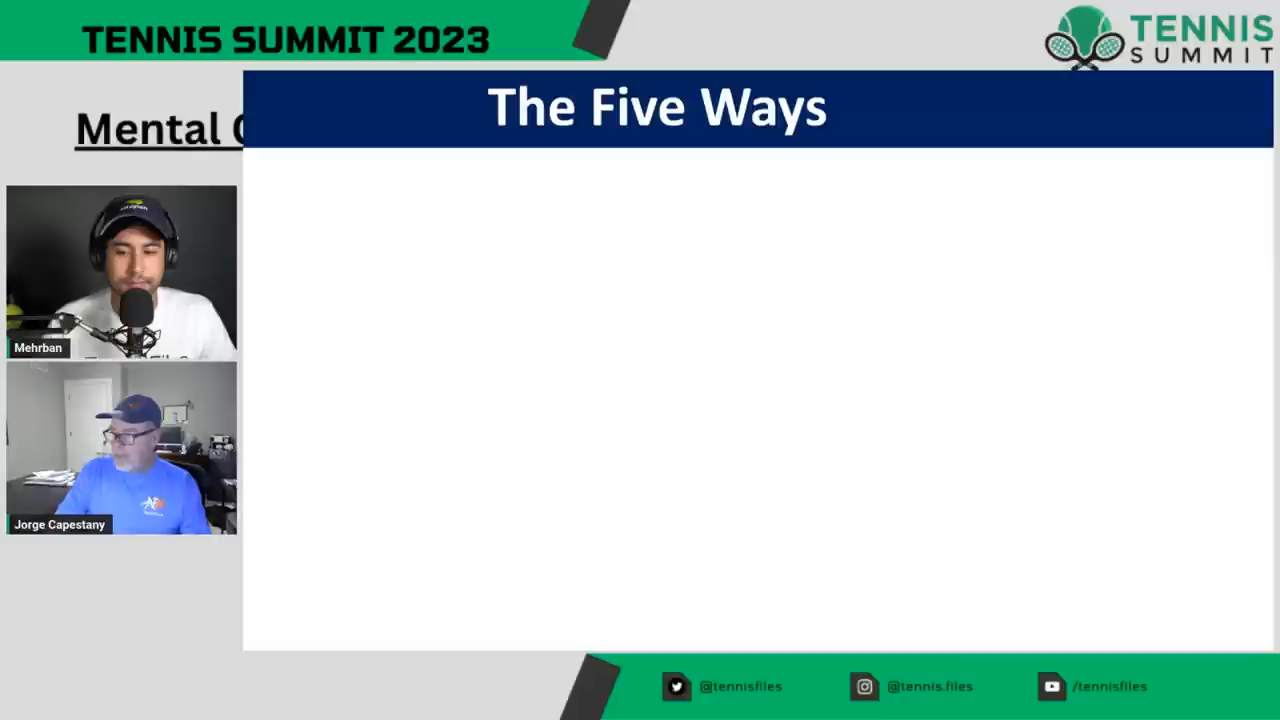 TENNIS SUMMIT 2023
TENNIS
SUMMIT
The Five Ways
Mental
Mehrban
Jorge Capestany
@tennisfiles
@tennis.files
/tennisfiles